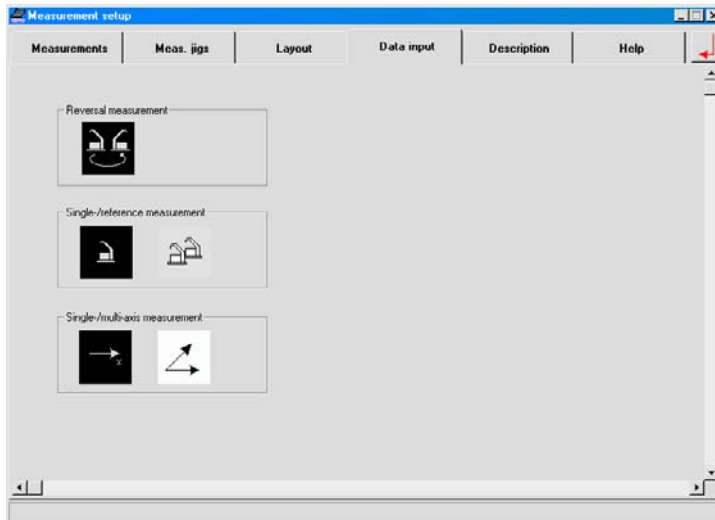 Measurement setup
Measurements
Meas. jigs
Layout
Data input
Description
Help
Reversal measurement
Single-/reference measurement
Single-/multi-axis measurement
x